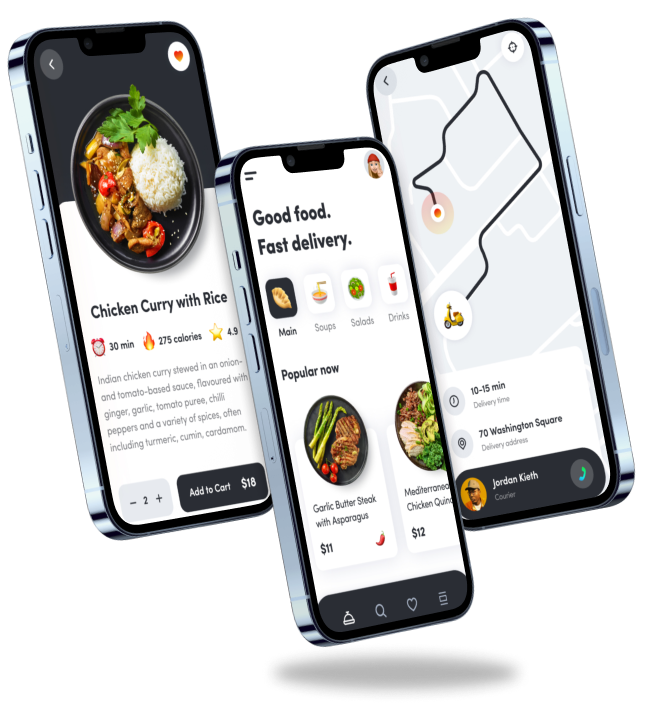 Chicken Curry with Rice
30 min
275 calories
4.9
Indian chicken curry stewed in an onion-
and tomato-based sauce, flavoured with
ginger, garlic, tomato puree, chilli
peppers and a variety of spices, often
including turmeric, cumin, cardamom.
2
Add to Cart $18
Good food.
Fast delivery.
Main
Soups
Salads
Drinks
Popular now
Garlic Butter Steak
with Asparagus
$11
Chicken
$12
10-15 min
Delivery time
70 Washington Square
Delivery address
Jordan Kieth
Courier